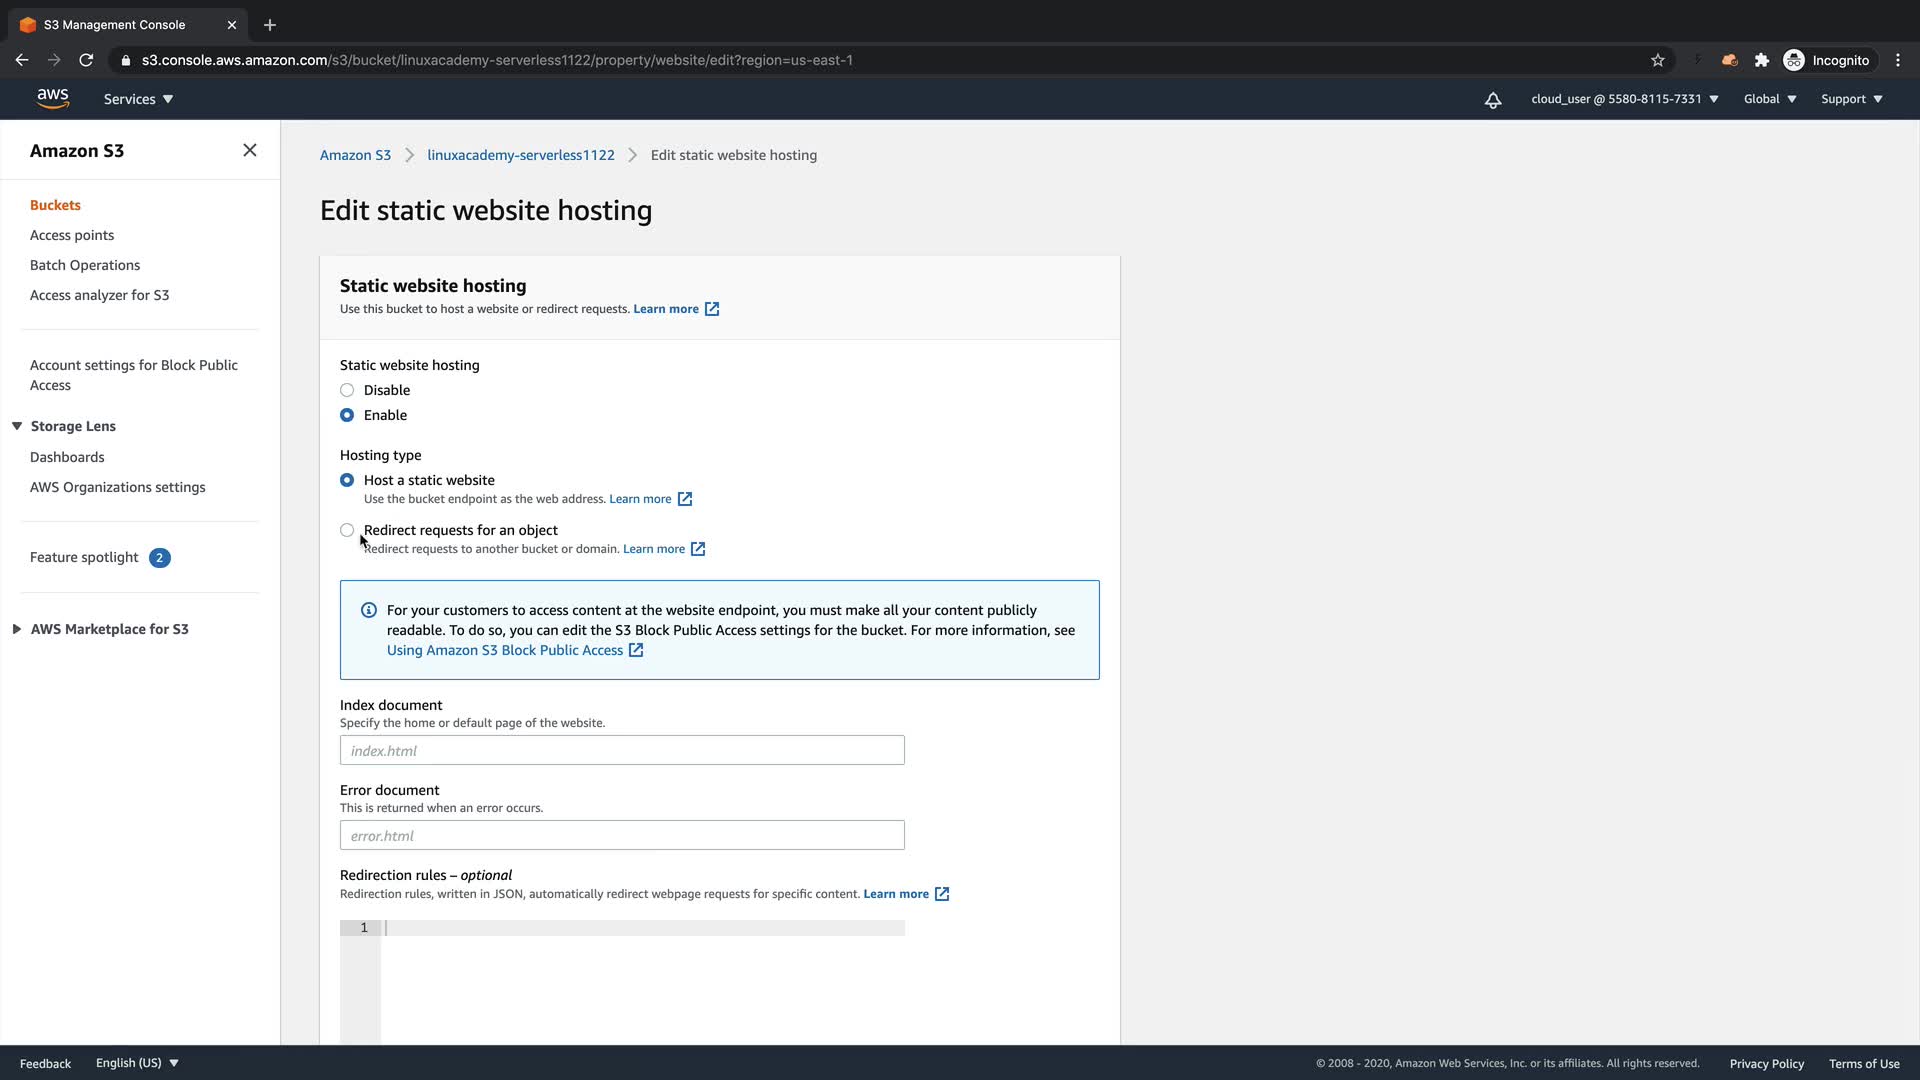 S3 Management Console
s3.console.aws.amazon.com/s3/bucket/linuxacademy-serverless1122/property/website/edit?region=us-east-1
Incognito
aws
Services
cloud_user @ 5580-8115-7331
Global
Support
Amazon S3
Buckets
Access points
Batch Operations
Access analyzer for S3
Account settings for Block Public
Access
Storage Lens
Dashboards
AWS Organizations settings
Feature spotlight 2
AWS Marketplace for S3
Amazon S3 > linuxacademy-serverless1122 > Edit static website hosting
Edit static website hosting
Static website hosting
Use this bucket to host a website or redirect requests. Learn more
Static website hosting
Disable
Enable
Hosting type
Host a static website
Use the bucket endpoint as the web address. Learn more
Redirect requests for an object
Redirect requests to another bucket or domain. Learn more
For your customers to access content at the website endpoint, you must make all your content publicly
readable. To do so, you can edit the S3 Block Public Access settings for the bucket. For more information, see
Using Amazon S3 Block Public Access
Index document
Specify the home or default page of the website.
index.html
Error document
This is returned when an error occurs.
error.html
Redirection rules – optional
Redirection rules, written in JSON, automatically redirect webpage requests for specific content. Learn more
1
Feedback
English (US)
© 2008 - 2020, Amazon Web Services, Inc. or its affiliates. All rights reserved.
Privacy Policy
Terms of Use